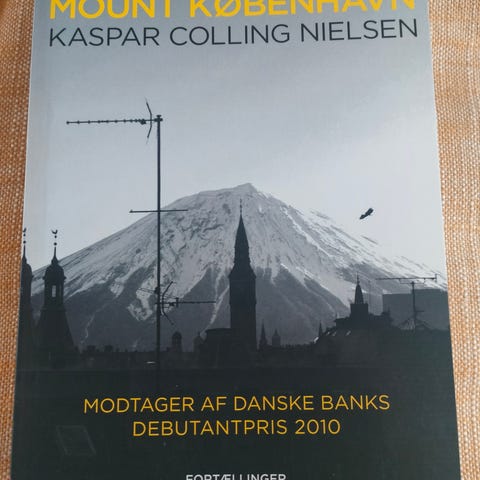 MOUNT KØBENHAVN
KASPAR COLLING NIELSEN
MODTAGER AF DANSKE BANKS
DEBUTANTPRIS 2010
FORTÆLLINGER